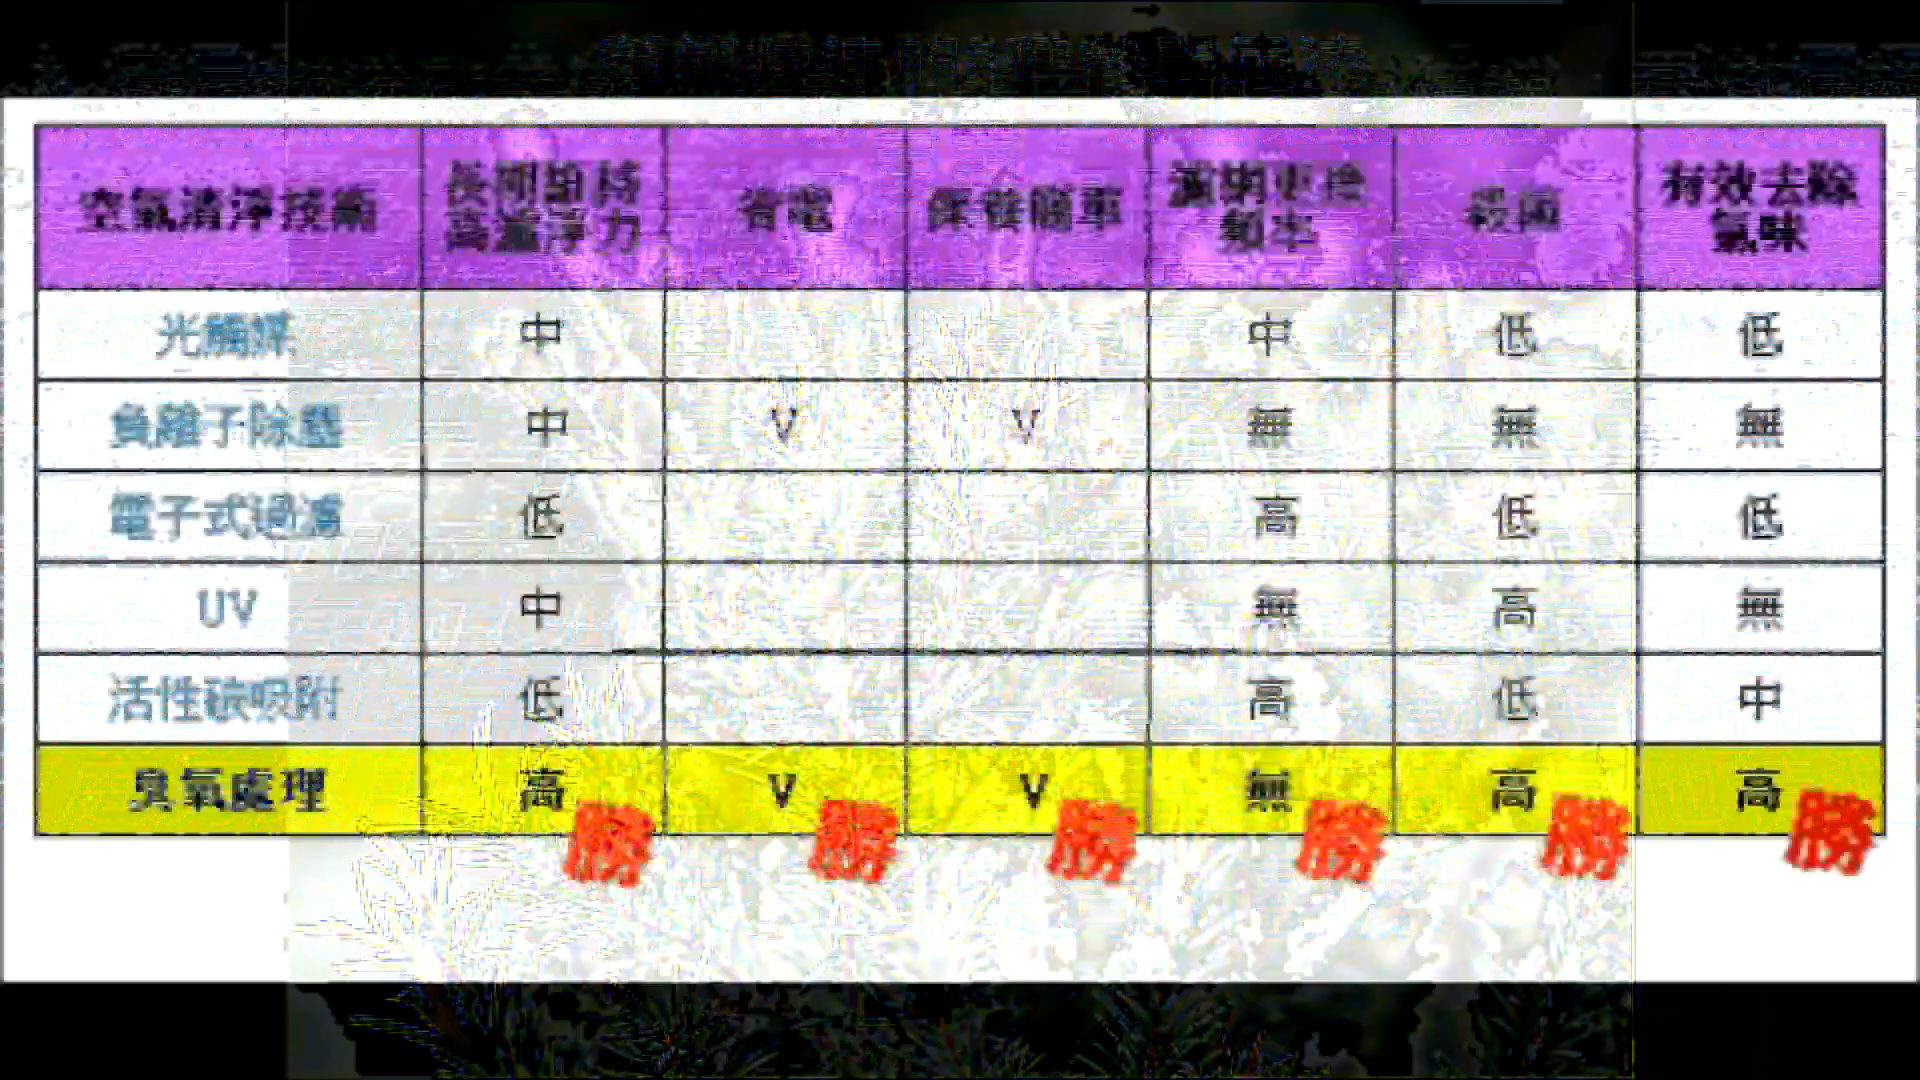 空氣清淨技術 長期維持 省電 保養簡單 濾網更換 殺菌 有效去除
高濾淨力 頻率 氣味
光觸媒 中 中 低 低
負離子除塵 中 V V 無 無 無
電子式過濾 低 高 低 低
UV 中 無 高 無
活性碳吸附 低 高 低 中
臭氧處理 高 V V 無 高 高
勝 勝 勝 勝 勝 勝